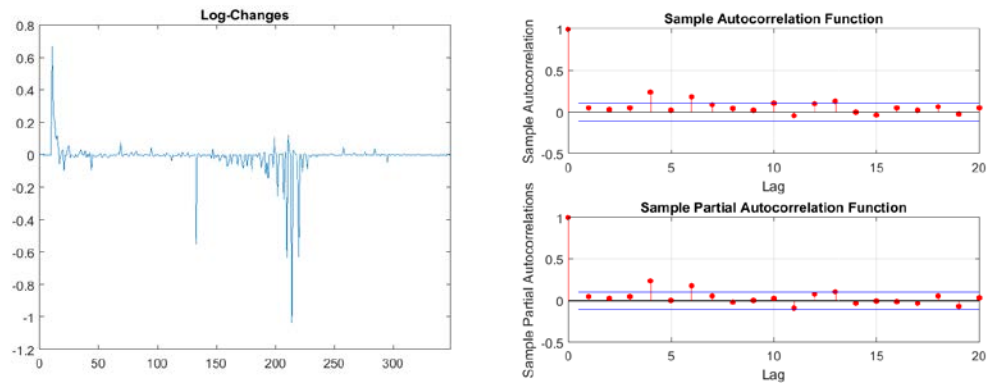 Log-Changes
0.8
0.6
0.4
0.2
0
-0.2
-0.4
-0.6
-0.8
-1
-1.2
0 50 100 150 200 250 300
Sample Autocorrelation Function
Sample Autocorrelation
1
0.5
0
-0.5
0 5 10 15 20
Lag
Sample Partial Autocorrelation Function
Sample Partial Autocorrelations
1
0.5
0
-0.5
0 5 10 15 20
Lag